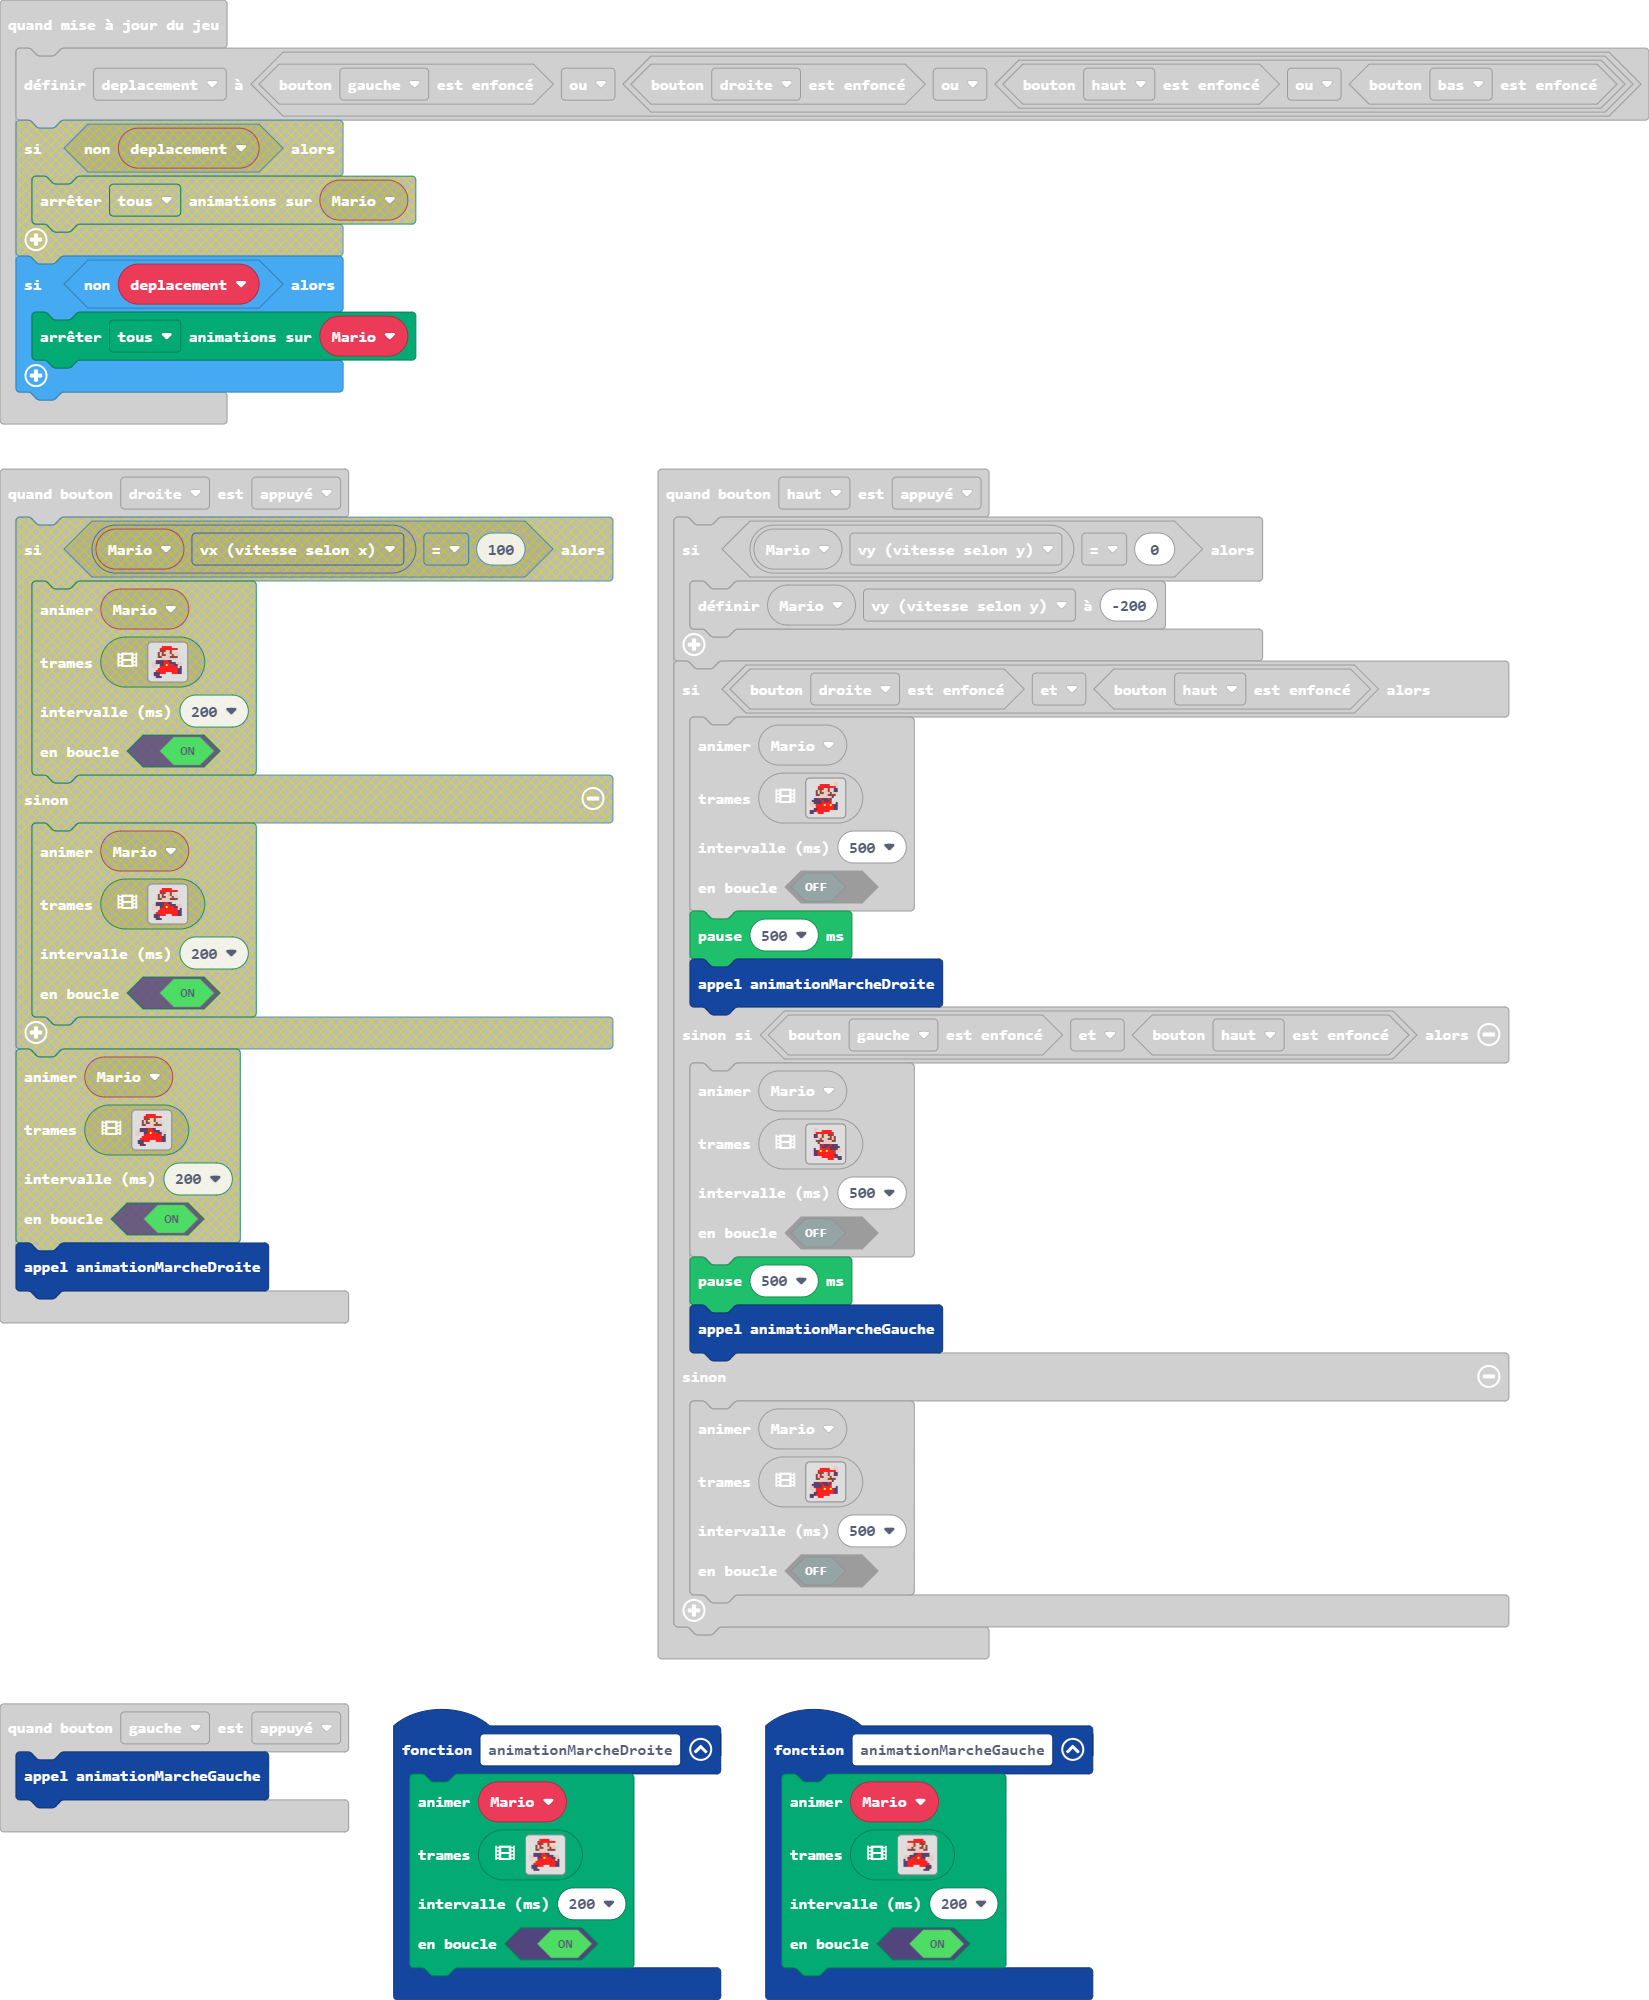 quand mise à jour du jeu
définir deplacement à bouton gauche est enfoncé ou bouton droite est enfoncé ou bouton haut est enfoncé ou bouton bas est enfoncé
si non deplacement alors
arrêter tous animations sur Mario
si non deplacement alors
arrêter tous animations sur Mario
quand bouton droite est appuyé
si Mario vx (vitesse selon x) = 100 alors
animer Mario
trames
intervalle (ms) 200
en boucle ON
sinon
animer Mario
trames
intervalle (ms) 200
en boucle ON
animer Mario
trames
intervalle (ms) 200
en boucle ON
appel animationMarcheDroite
quand bouton haut est appuyé
si Mario vy (vitesse selon y) = 0 alors
définir Mario vy (vitesse selon y) à -200
si bouton droite est enfoncé et bouton haut est enfoncé alors
animer Mario
trames
intervalle (ms) 500
en boucle OFF
pause 500 ms
appel animationMarcheDroite
sinon si bouton gauche est enfoncé et bouton haut est enfoncé alors
animer Mario
trames
intervalle (ms) 500
en boucle OFF
pause 500 ms
appel animationMarcheGauche
sinon
animer Mario
trames
intervalle (ms) 500
en boucle OFF
quand bouton gauche est appuyé
appel animationMarcheGauche
fonction animationMarcheDroite
animer Mario
trames
intervalle (ms) 200
en boucle ON
fonction animationMarcheGauche
animer Mario
trames
intervalle (ms) 200
en boucle ON